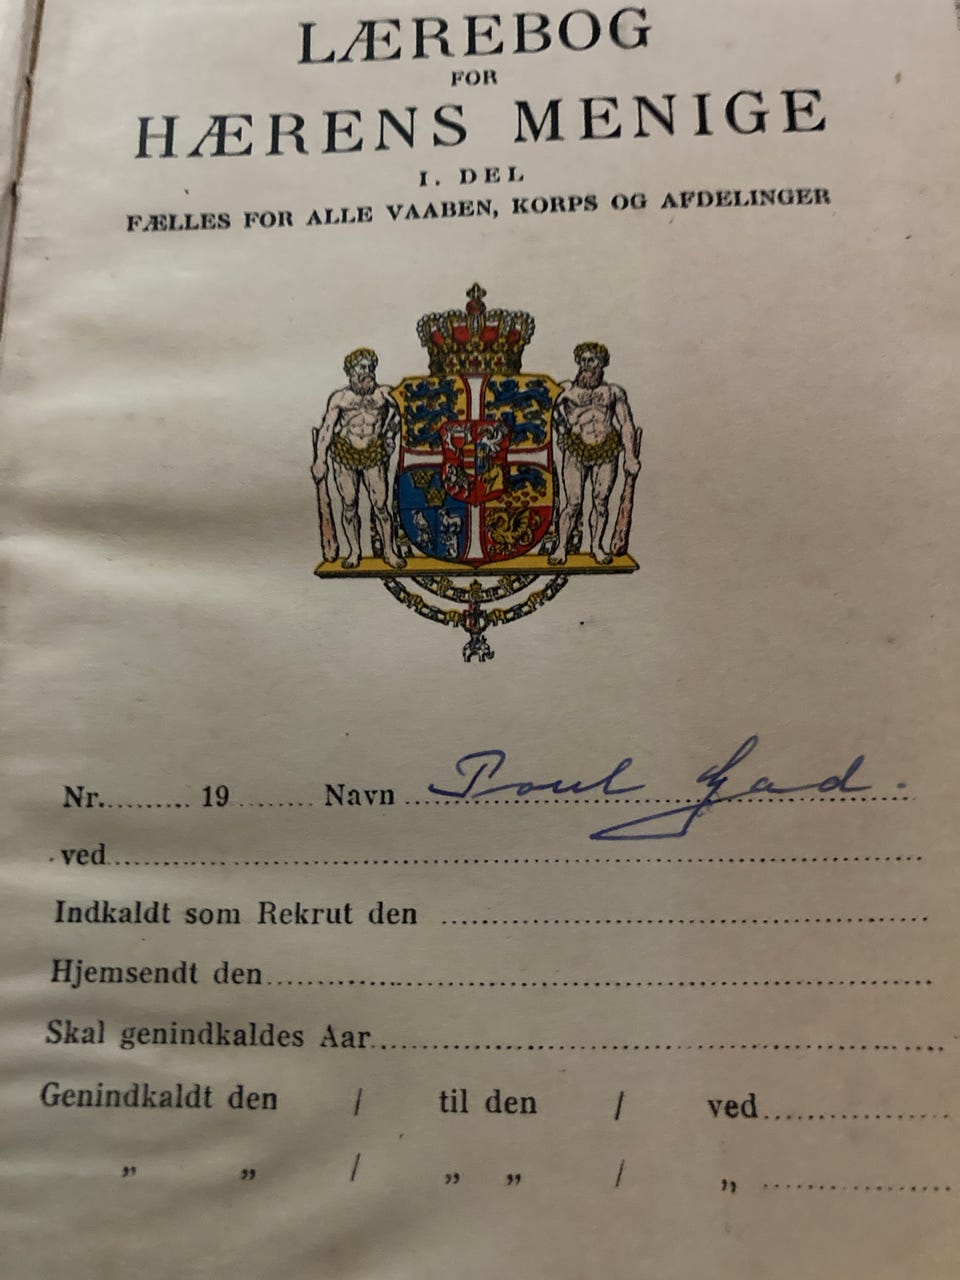 LÆREBOG
FOR
HÆRENS MENIGE
I. DEL
FÆLLES FOR ALLE VAABEN, KORPS OG AFDELINGER
Nr.......... 19......... Navn Poul Gad.
ved
Indkaldt som Rekrut den
Hjemsendt den
Skal genindkaldes Aar
Genindkaldt den / til den / ved
„ „ / „ „ / „